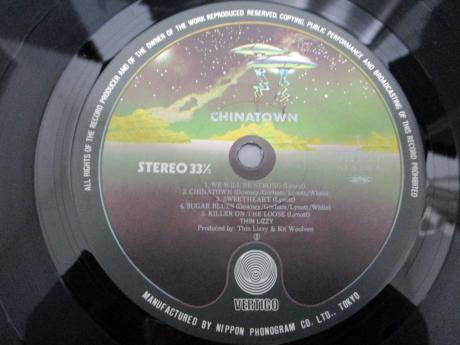 ALL RIGHTS OF THE RECORD PRODUCER AND OF THE OWNER OF THE WORK REPRODUCED RESERVED. COPYING, PUBLIC PERFORMANCE AND BROADCASTING OF THIS RECORD PROHIBITED
CHINATOWN
STEREO 33⅓
1. WE WILL BE STRONG (Lynott)
2. CHINATOWN (Downey/Gorham/Lynott/White)
3. SWEETHEART (Lynott)
4. SUGAR BLUES (Downey/Gorham/Lynott/White)
5. KILLER ON THE LOOSE (Lynott)
THIN LIZZY
Produced by: Thin Lizzy & Kit Woolven
VERTIGO
MANUFACTURED BY NIPPON PHONOGRAM CO. LTD., TOKYO